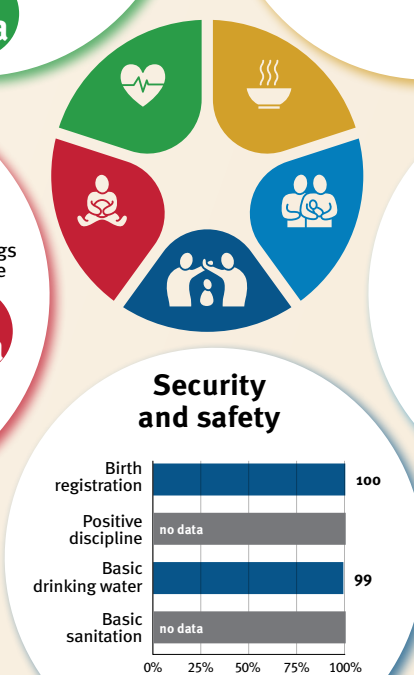 a
gs
e
Security
and safety
Birth
registration
100
Positive
discipline
no data
Basic
drinking water
99
Basic
sanitation
no data
0% 25% 50% 75% 100%